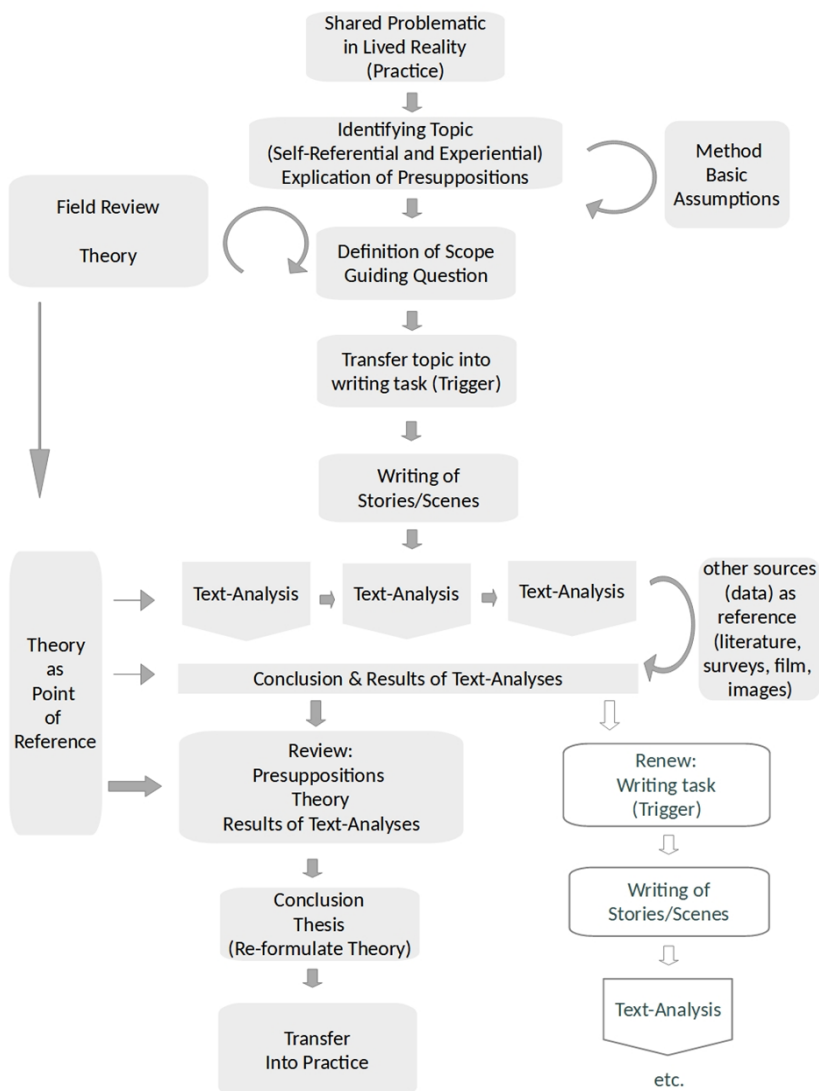 Shared Problematic
in Lived Reality
(Practice)
Identifying Topic
(Self-Referential and Experiential)
Explication of Presuppositions
Method
Basic
Assumptions
Field Review
Theory
Definition of Scope
Guiding Question
Transfer topic into
writing task (Trigger)
Writing of
Stories/Scenes
Text-Analysis
Text-Analysis
Text-Analysis
other sources
(data) as
reference
(literature,
surveys, film,
images)
Theory
as
Point
of
Reference
Conclusion & Results of Text-Analyses
Review:
Presuppositions
Theory
Results of Text-Analyses
Renew:
Writing task
(Trigger)
Conclusion
Thesis
(Re-formulate Theory)
Writing of
Stories/Scenes
Transfer
Into Practice
Text-Analysis
etc.